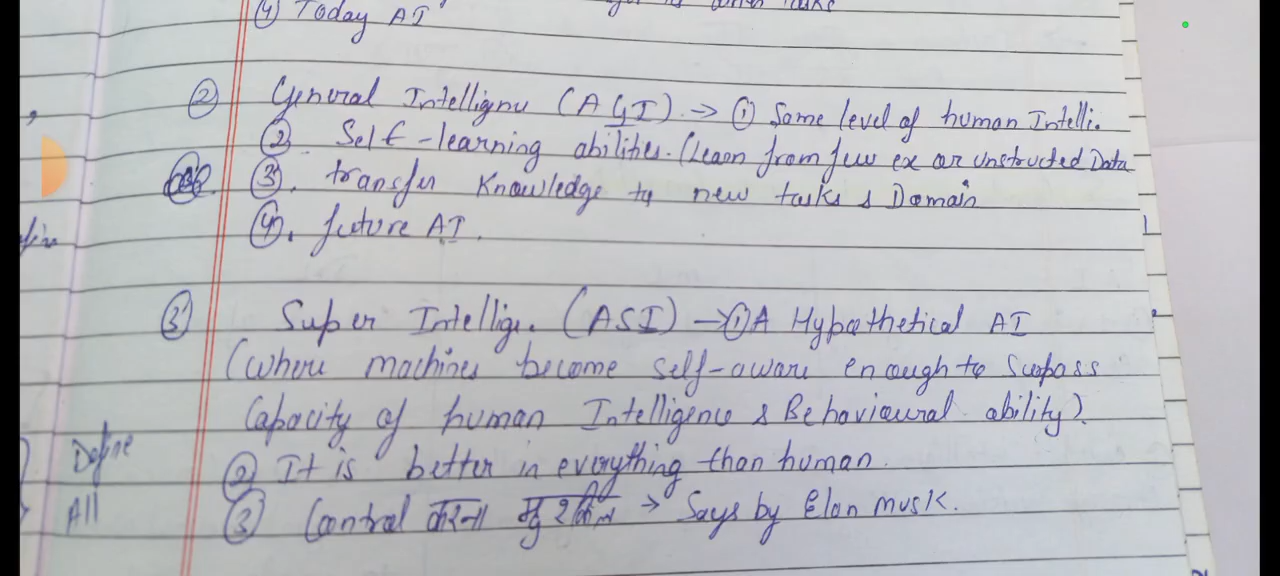 (4) Today AI
② General Intellignu (AGI) → ① Same level of human Intelli.
②. Self-learning abilities. (Learn from few ex or unstructed Data
③. transfer Knowledge to new tasks & Domain
④. future AI.
③ Super Intellige. (ASI) → ① A Hypothetical AI
(where machines become self-aware enough to Surpass
Capacity of human Intelligence & Behavioural ability).
② It is better in everything than human.
③ Control करना मुश्किल → Says by Elon musk.
Define
All